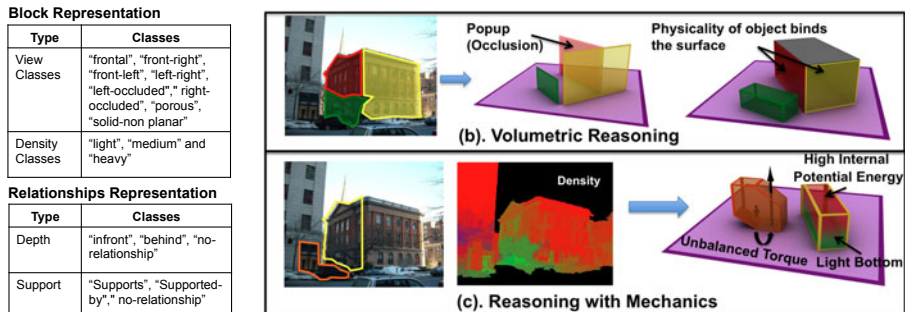 Block Representation
Type Classes
View Classes
“frontal”, “front-right”,
“front-left”, “left-right”,
“left-occluded"," right-
occluded”, “porous”,
“solid-non planar”
Density Classes
“light”, “medium” and
“heavy”
Relationships Representation
Type Classes
Depth
“infront”, “behind”, “no-
relationship”
Support
“Supports”, “Supported-
by"," no-relationship”
Popup
(Occlusion)
Physicality of object binds
the surface
(b). Volumetric Reasoning
Density
High Internal
Potential Energy
Unbalanced Torque
Light Bottom
(c). Reasoning with Mechanics